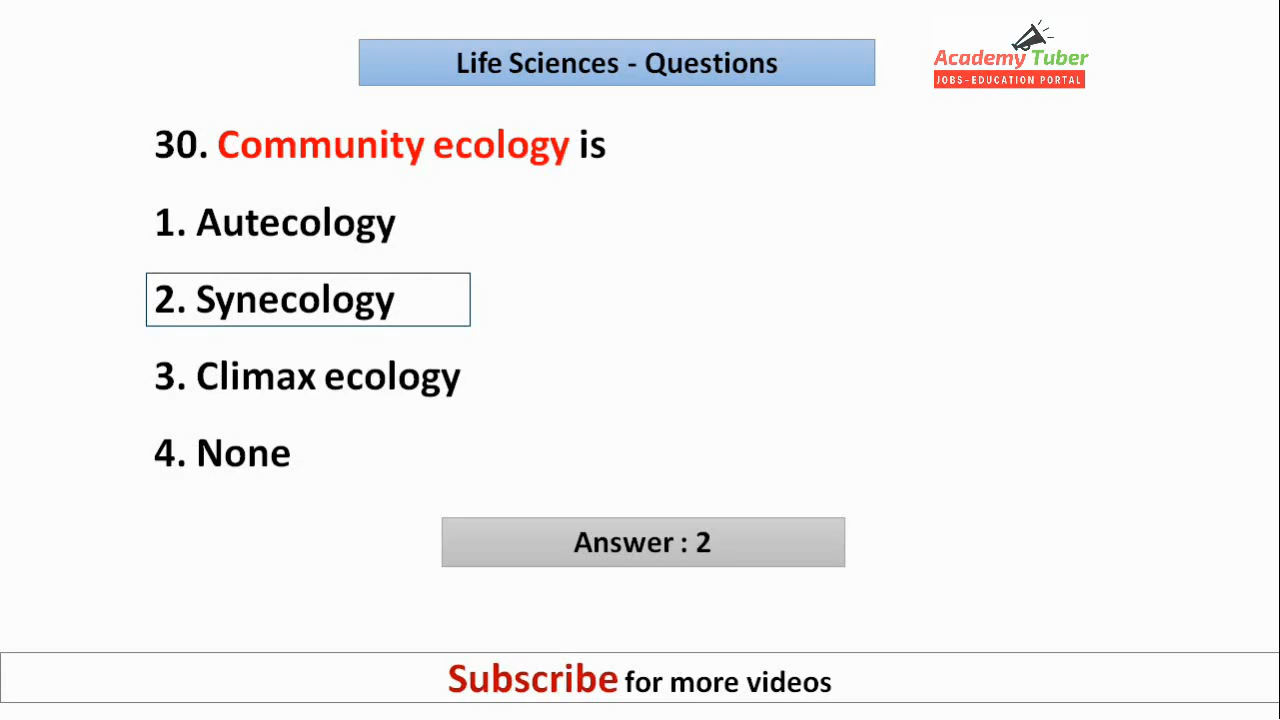 Life Sciences - Questions
Academy Tuber
JOBS-EDUCATION PORTAL
30. Community ecology is
1. Autecology
2. Synecology
3. Climax ecology
4. None
Answer : 2
Subscribe for more videos